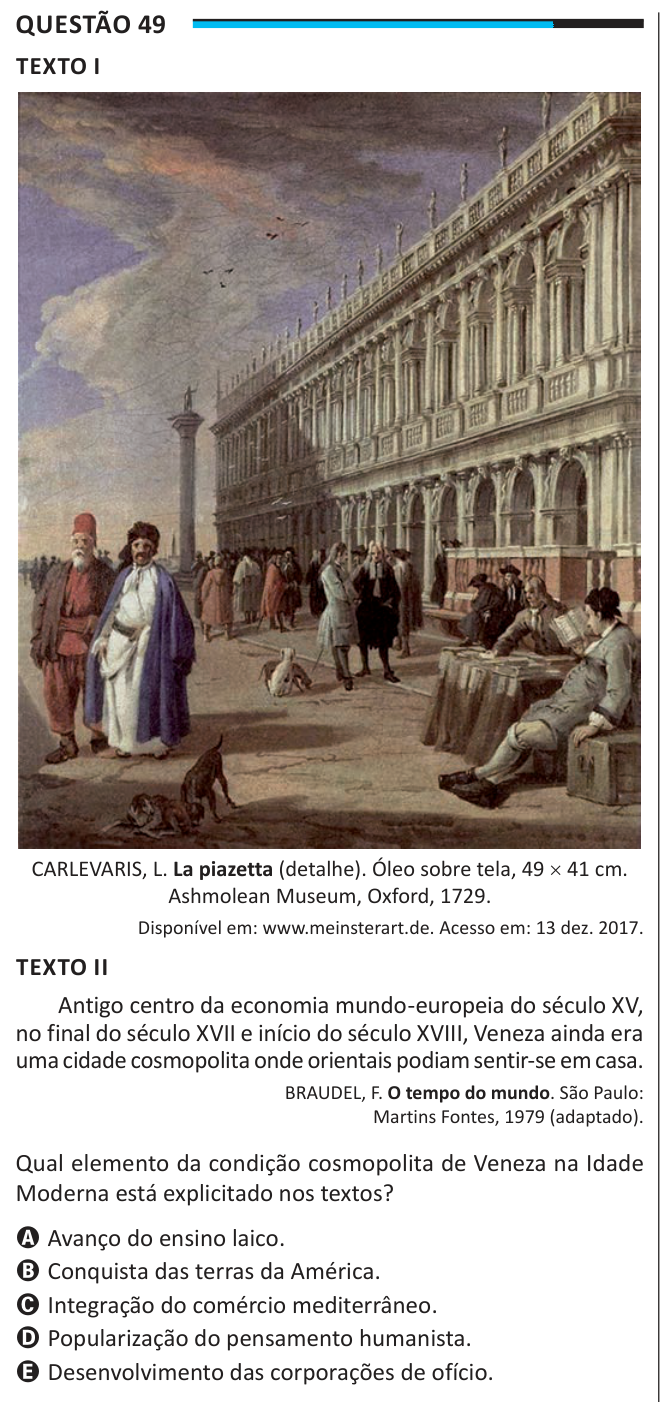 QUESTÃO 49
TEXTO I
CARLEVARIS, L. La piazetta (detalhe). Óleo sobre tela, 49 × 41 cm.
Ashmolean Museum, Oxford, 1729.
Disponível em: www.meinsterart.de. Acesso em: 13 dez. 2017.
TEXTO II
Antigo centro da economia mundo-europeia do século XV,
no final do século XVII e início do século XVIII, Veneza ainda era
uma cidade cosmopolita onde orientais podiam sentir-se em casa.
BRAUDEL, F. O tempo do mundo. São Paulo:
Martins Fontes, 1979 (adaptado).
Qual elemento da condição cosmopolita de Veneza na Idade
Moderna está explicitado nos textos?
A Avanço do ensino laico.
B Conquista das terras da América.
C Integração do comércio mediterrâneo.
D Popularização do pensamento humanista.
E Desenvolvimento das corporações de ofício.